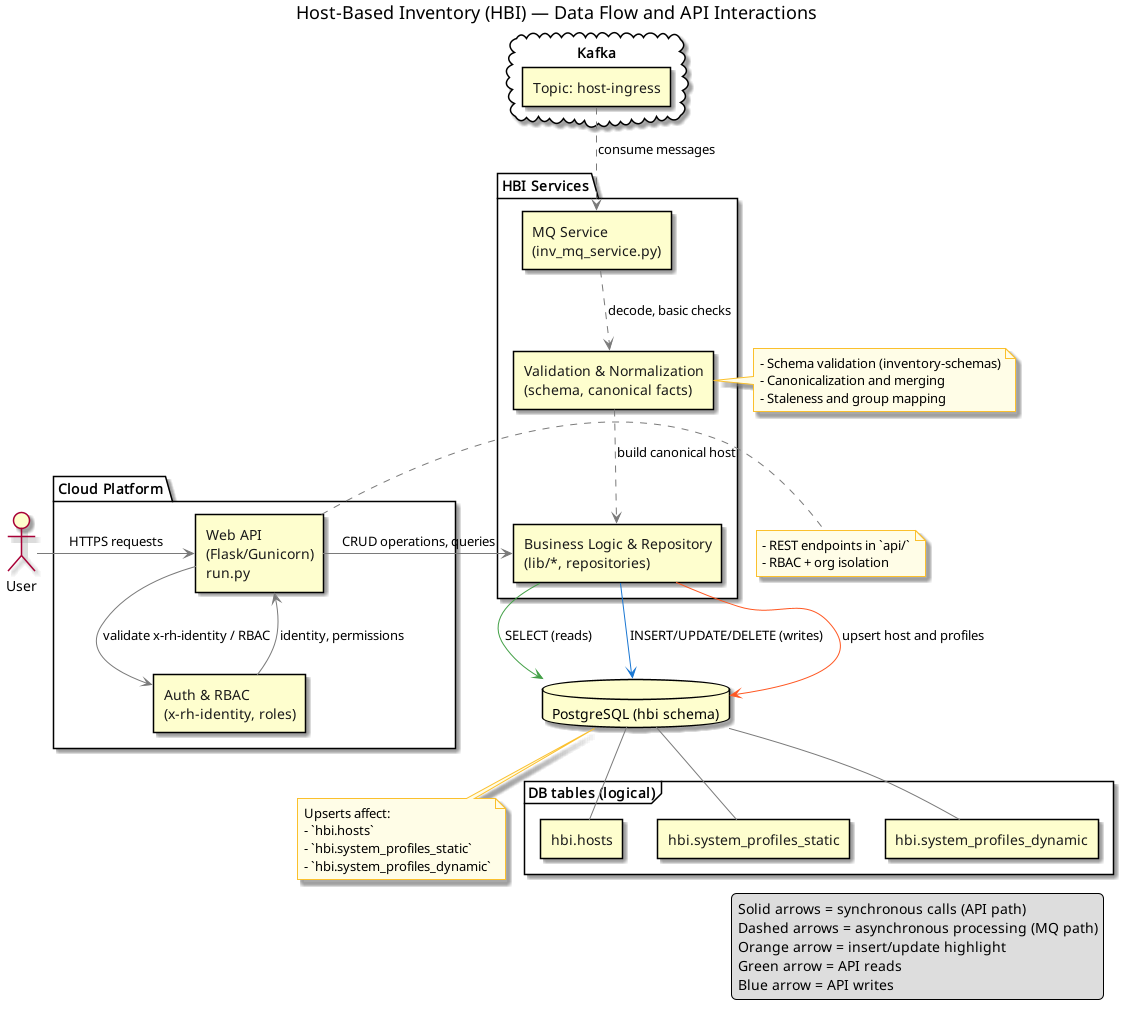 Host-Based Inventory (HBI) — Data Flow and API Interactions
Kafka
Topic: host-ingress
consume messages
HBI Services
MQ Service
(inv_mq_service.py)
decode, basic checks
Validation & Normalization
(schema, canonical facts)
- Schema validation (inventory-schemas)
- Canonicalization and merging
- Staleness and group mapping
build canonical host
Cloud Platform
User
HTTPS requests
Web API
(Flask/Gunicorn)
run.py
CRUD operations, queries
Business Logic & Repository
(lib/*, repositories)
- REST endpoints in `api/`
- RBAC + org isolation
validate x-rh-identity / RBAC
identity, permissions
SELECT (reads)
INSERT/UPDATE/DELETE (writes)
upsert host and profiles
Auth & RBAC
(x-rh-identity, roles)
PostgreSQL (hbi schema)
Upserts affect:
- `hbi.hosts`
- `hbi.system_profiles_static`
- `hbi.system_profiles_dynamic`
DB tables (logical)
hbi.hosts
hbi.system_profiles_static
hbi.system_profiles_dynamic
Solid arrows = synchronous calls (API path)
Dashed arrows = asynchronous processing (MQ path)
Orange arrow = insert/update highlight
Green arrow = API reads
Blue arrow = API writes